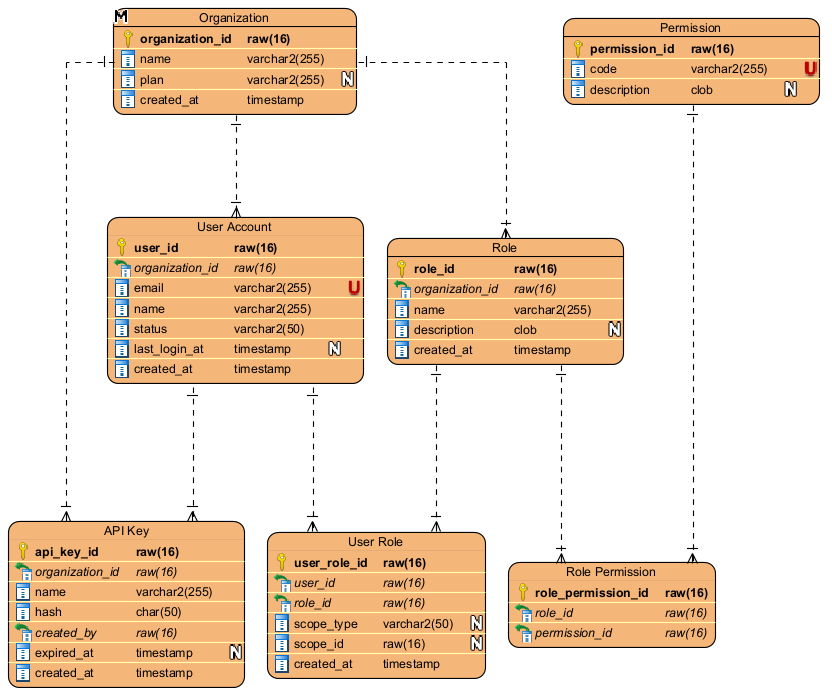 M
Organization
organization_id raw(16)
name varchar2(255)
plan varchar2(255) N
created_at timestamp
Permission
permission_id raw(16)
code varchar2(255) U
description clob N
User Account
user_id raw(16)
organization_id raw(16)
email varchar2(255) U
name varchar2(255)
status varchar2(50)
last_login_at timestamp N
created_at timestamp
Role
role_id raw(16)
organization_id raw(16)
name varchar2(255)
description clob N
created_at timestamp
API Key
api_key_id raw(16)
organization_id raw(16)
name varchar2(255)
hash char(50)
created_by raw(16)
expired_at timestamp N
created_at timestamp
User Role
user_role_id raw(16)
user_id raw(16)
role_id raw(16)
scope_type varchar2(50) N
scope_id raw(16) N
created_at timestamp
Role Permission
role_permission_id raw(16)
role_id raw(16)
permission_id raw(16)